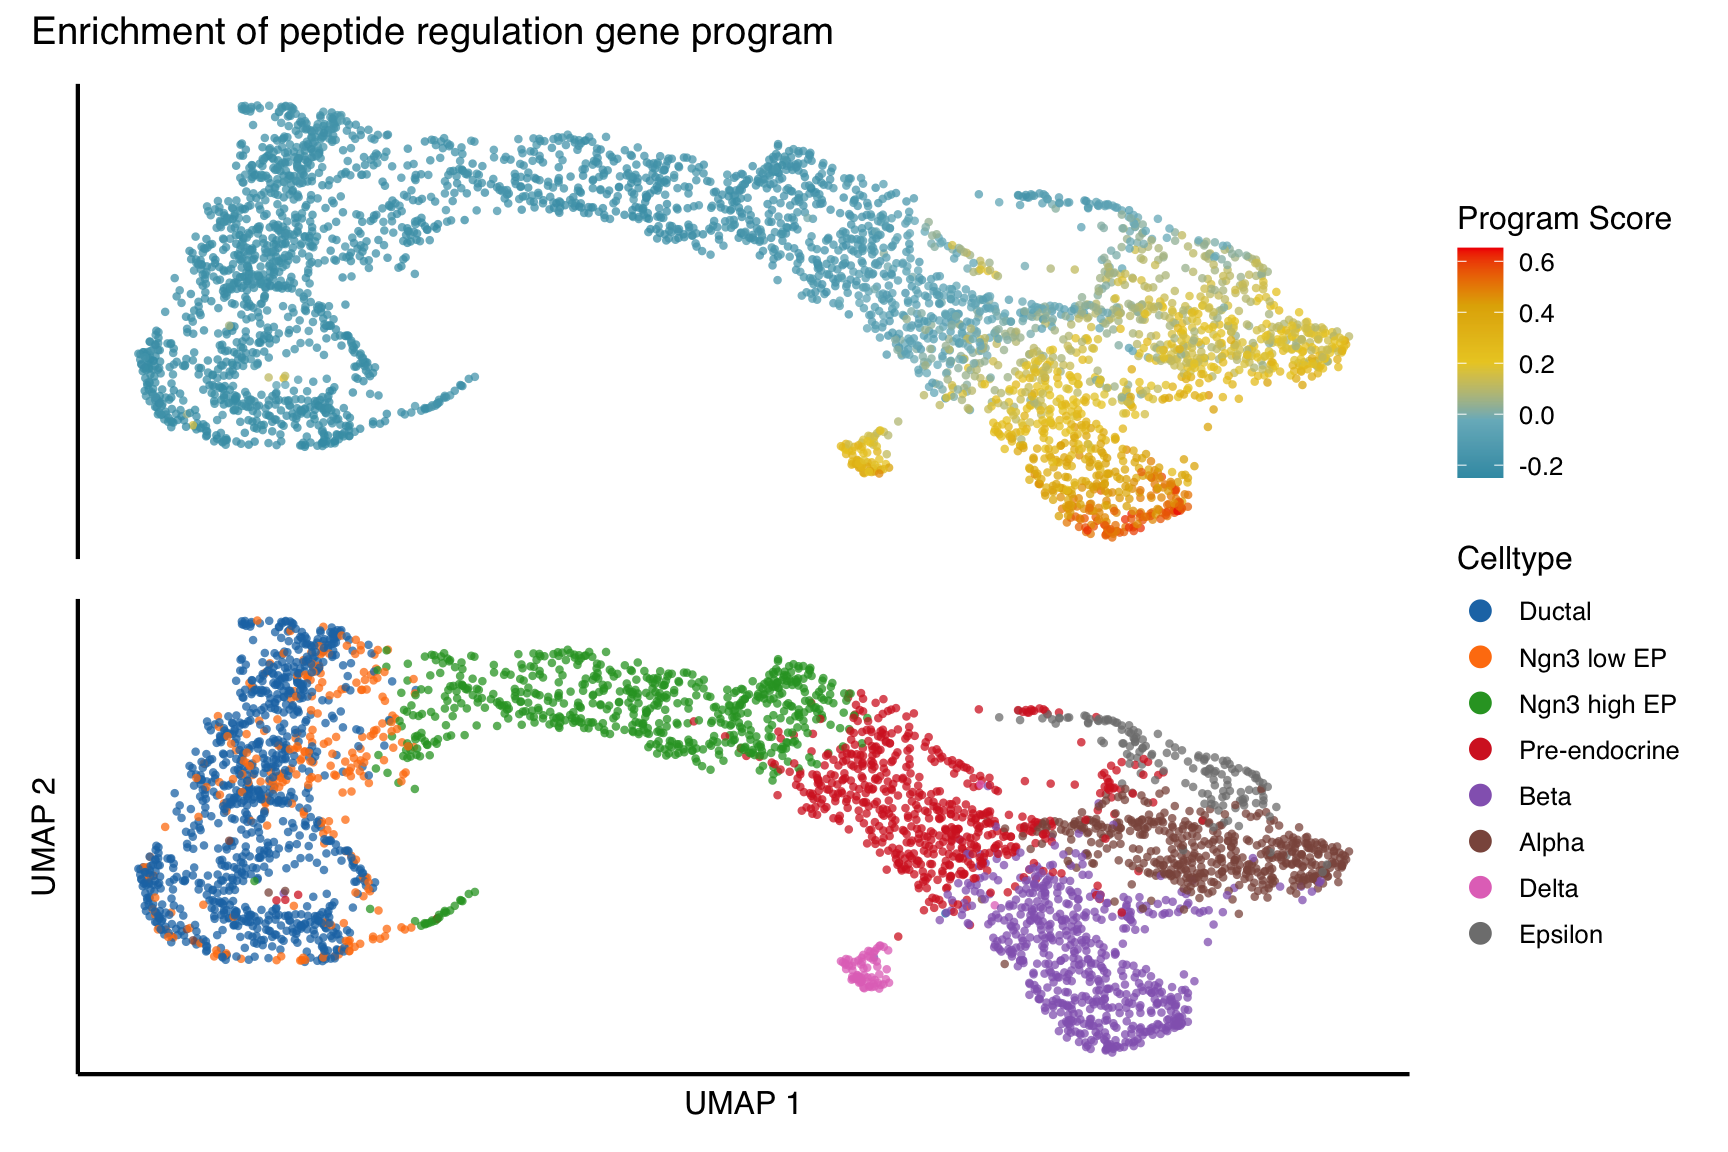 Enrichment of peptide regulation gene program
Program Score
0.6
0.4
0.2
0.0
-0.2
Celltype
Ductal
Ngn3 low EP
Ngn3 high EP
Pre-endocrine
Beta
Alpha
Delta
Epsilon
UMAP 2
UMAP 1